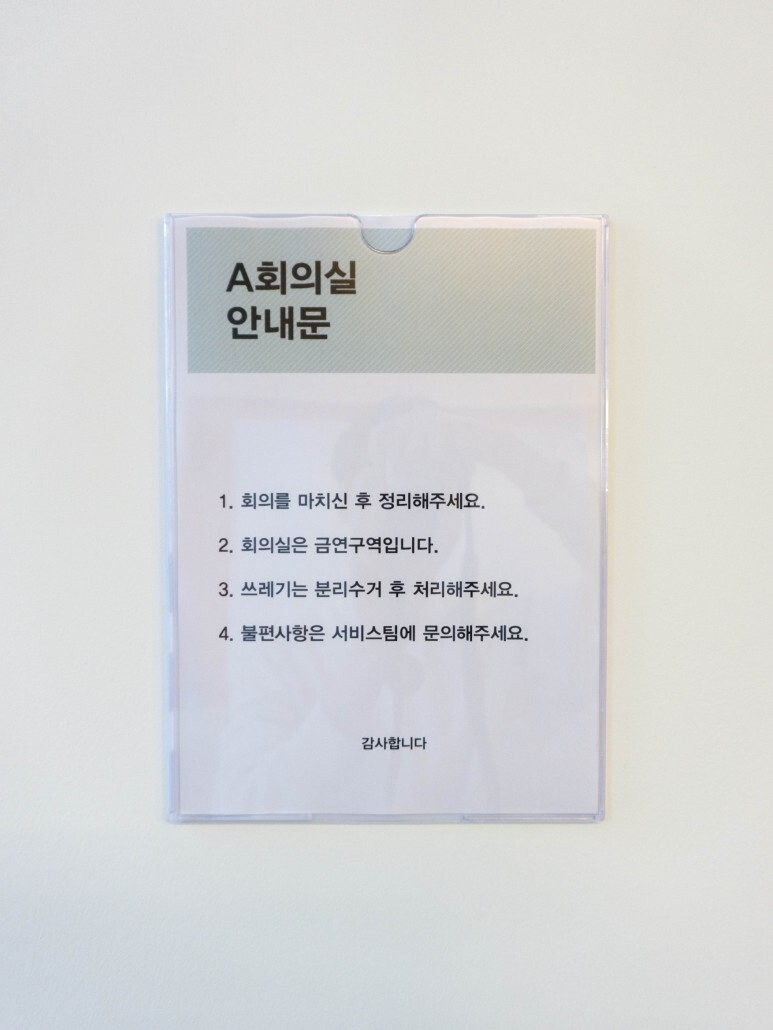 A회의실
안내문
1. 회의를 마치신 후 정리해주세요.
2. 회의실은 금연구역입니다.
3. 쓰레기는 분리수거 후 처리해주세요.
4. 불편사항은 서비스팀에 문의해주세요.
감사합니다